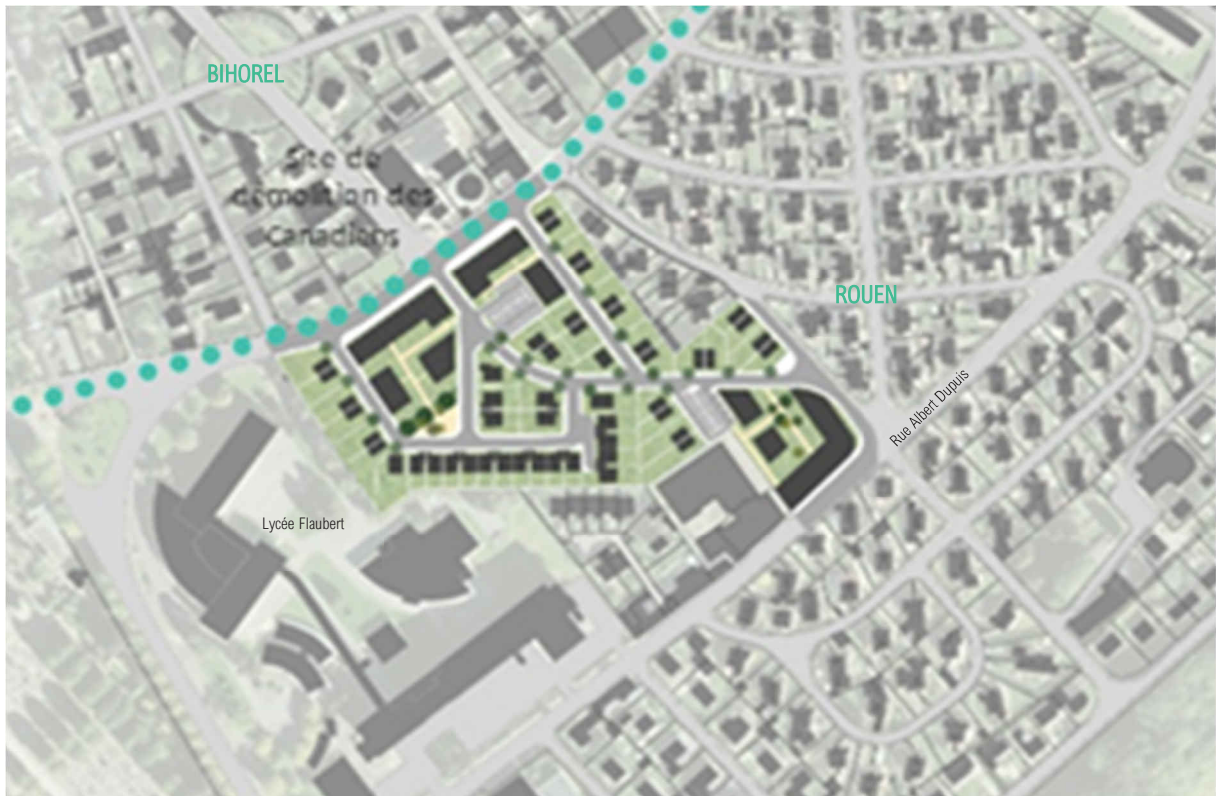 BIHOREL
Site de
démolition des
Canadiens
ROUEN
Rue Albert Dupuis
Lycée Flaubert